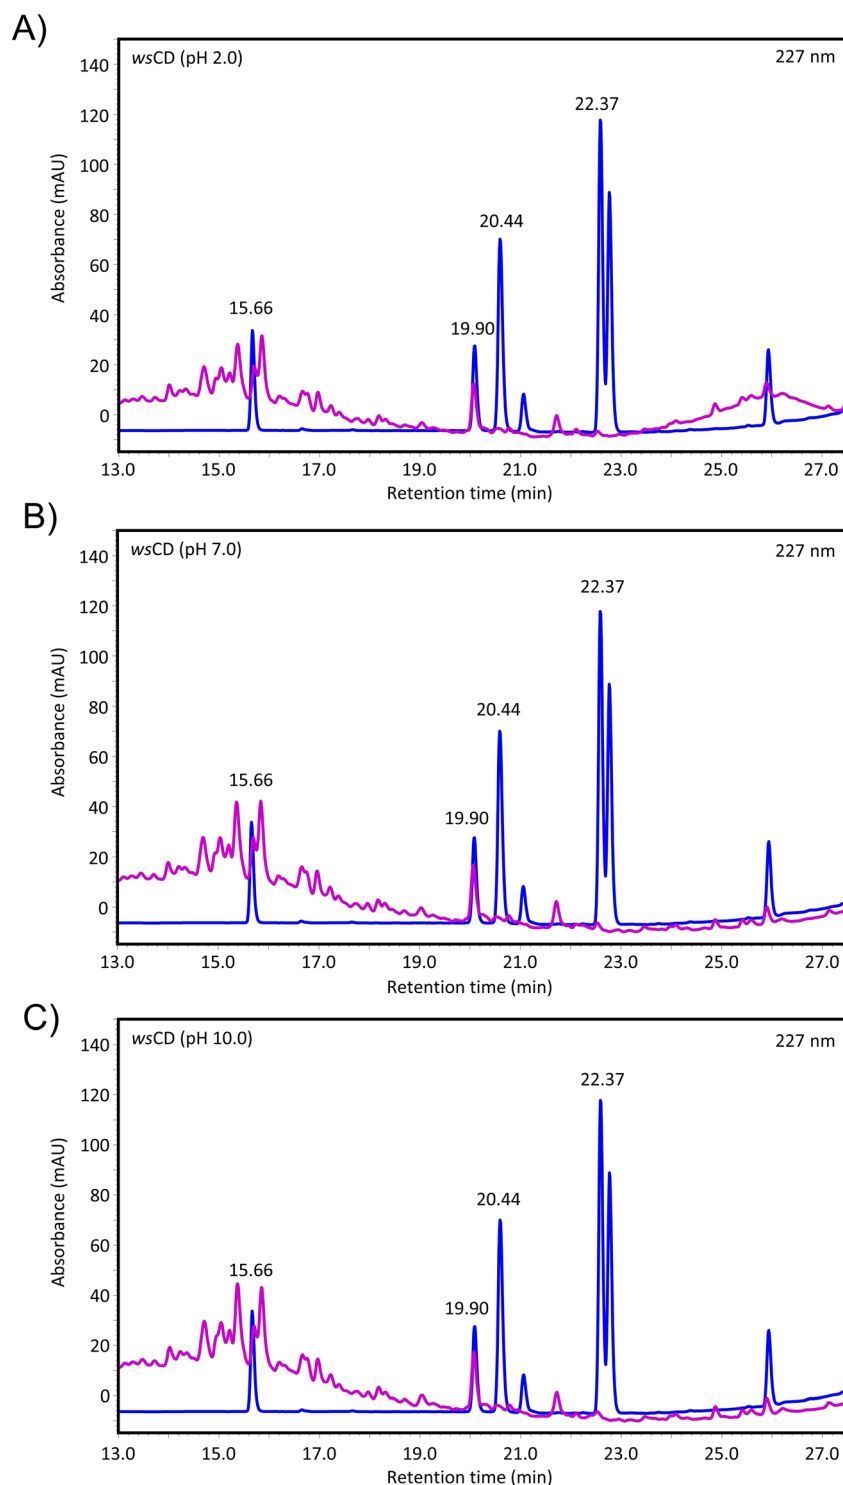 A)
wsCD (pH 2.0)
227 nm
140
120
100
80
60
40
20
0
Absorbance (mAU)
15.66
19.90
20.44
22.37
13.0 15.0 17.0 19.0 21.0 23.0 25.0 27.0
Retention time (min)
B)
wsCD (pH 7.0)
227 nm
140
120
100
80
60
40
20
0
Absorbance (mAU)
15.66
19.90
20.44
22.37
13.0 15.0 17.0 19.0 21.0 23.0 25.0 27.0
Retention time (min)
C)
wsCD (pH 10.0)
227 nm
140
120
100
80
60
40
20
0
Absorbance (mAU)
15.66
19.90
20.44
22.37
13.0 15.0 17.0 19.0 21.0 23.0 25.0 27.0
Retention time (min)